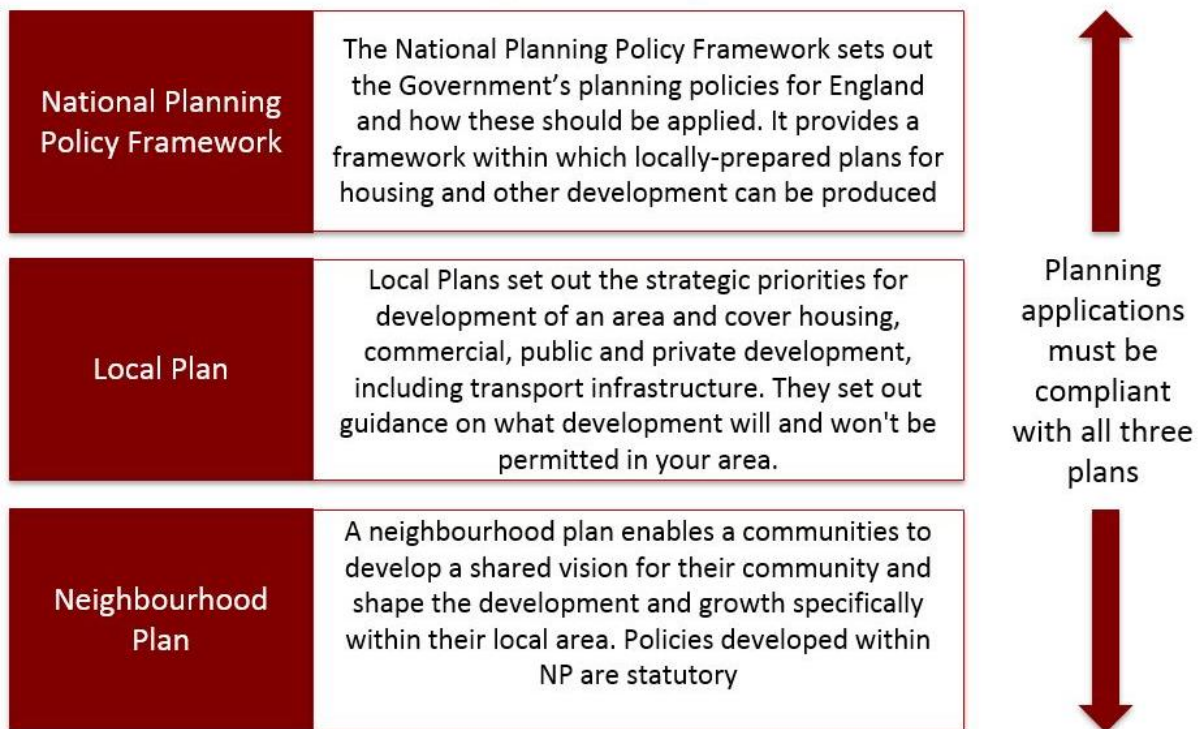 National Planning
Policy Framework
The National Planning Policy Framework sets out
the Government’s planning policies for England
and how these should be applied. It provides a
framework within which locally-prepared plans for
housing and other development can be produced
Local Plan
Local Plans set out the strategic priorities for
development of an area and cover housing,
commercial, public and private development,
including transport infrastructure. They set out
guidance on what development will and won't be
permitted in your area.
Neighbourhood
Plan
A neighbourhood plan enables a communities to
develop a shared vision for their community and
shape the development and growth specifically
within their local area. Policies developed within
NP are statutory
Planning
applications
must be
compliant
with all three
plans